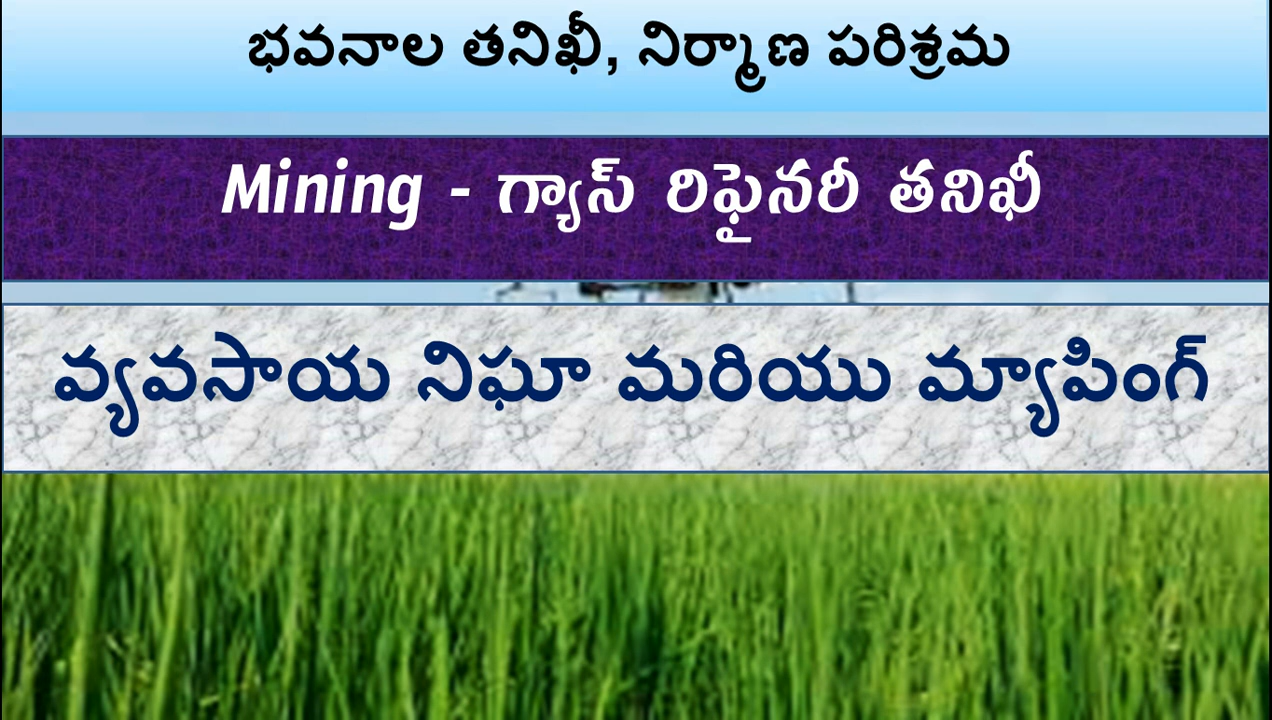 భవనాల తనిఖీ, నిర్మాణ పరిశ్రమ
Mining - గ్యాస్ రిఫైనరీ తనిఖీ
వ్యవసాయ నిఘా మరియు మ్యాపింగ్